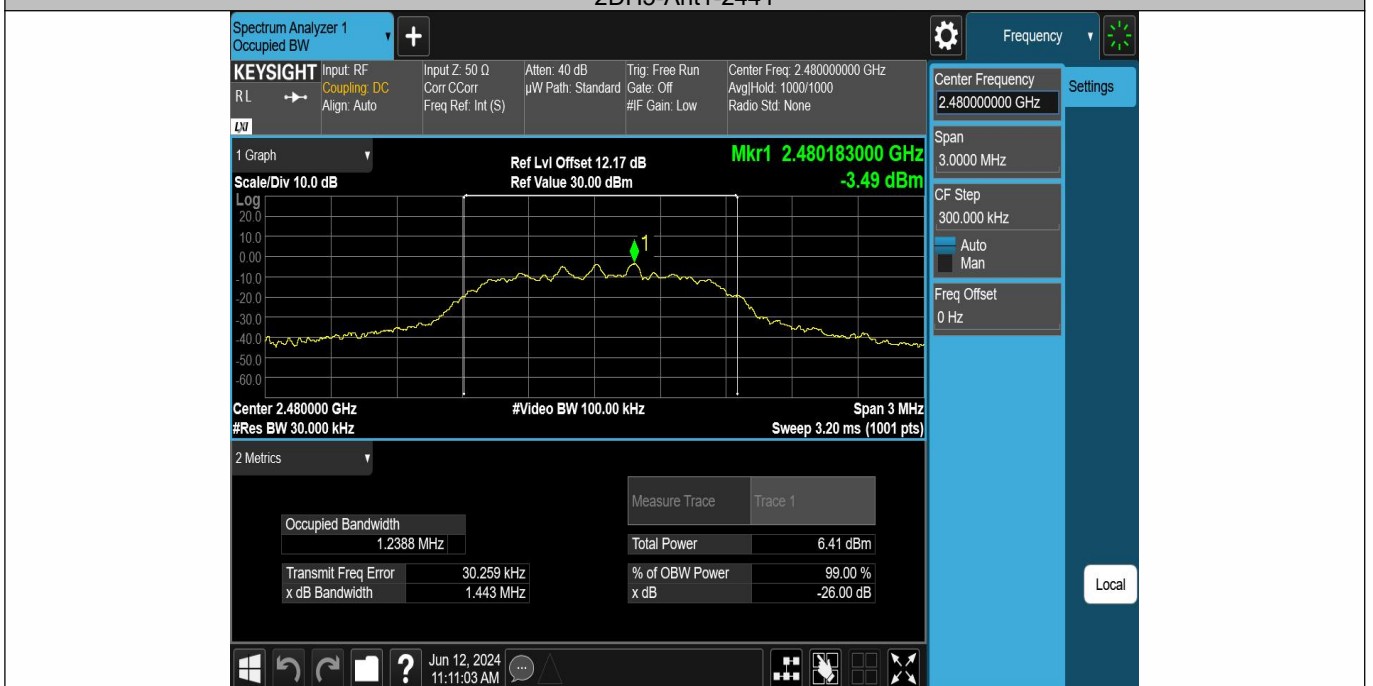 Spectrum Analyzer 1
Occupied BW
Frequency
KEYSIGHT
R L
LXI
Input: RF
Coupling: DC
Align: Auto
Input Z: 50 Ω
Corr CCorr
Freq Ref: Int (S)
Atten: 40 dB
µW Path: Standard
Trig: Free Run
Gate: Off
#IF Gain: Low
Center Freq: 2.480000000 GHz
Avg|Hold: 1000/1000
Radio Std: None
Center Frequency
2.480000000 GHz
Settings
Span
3.0000 MHz
CF Step
300.000 kHz
Auto
Man
Freq Offset
0 Hz
Local
1 Graph
Scale/Div 10.0 dB
Ref Lvl Offset 12.17 dB
Ref Value 30.00 dBm
Mkr1 2.480183000 GHz
-3.49 dBm
Log
20.0
10.0
0.00
-10.0
-20.0
-30.0
-40.0
-50.0
-60.0
1
Center 2.480000 GHz
#Video BW 100.00 kHz
Span 3 MHz
#Res BW 30.000 kHz
Sweep 3.20 ms (1001 pts)
2 Metrics
Measure Trace Trace 1
Occupied Bandwidth
1.2388 MHz
Total Power 6.41 dBm
Transmit Freq Error 30.259 kHz
% of OBW Power 99.00 %
x dB Bandwidth 1.443 MHz
x dB -26.00 dB
?
Jun 12, 2024
11:11:03 AM